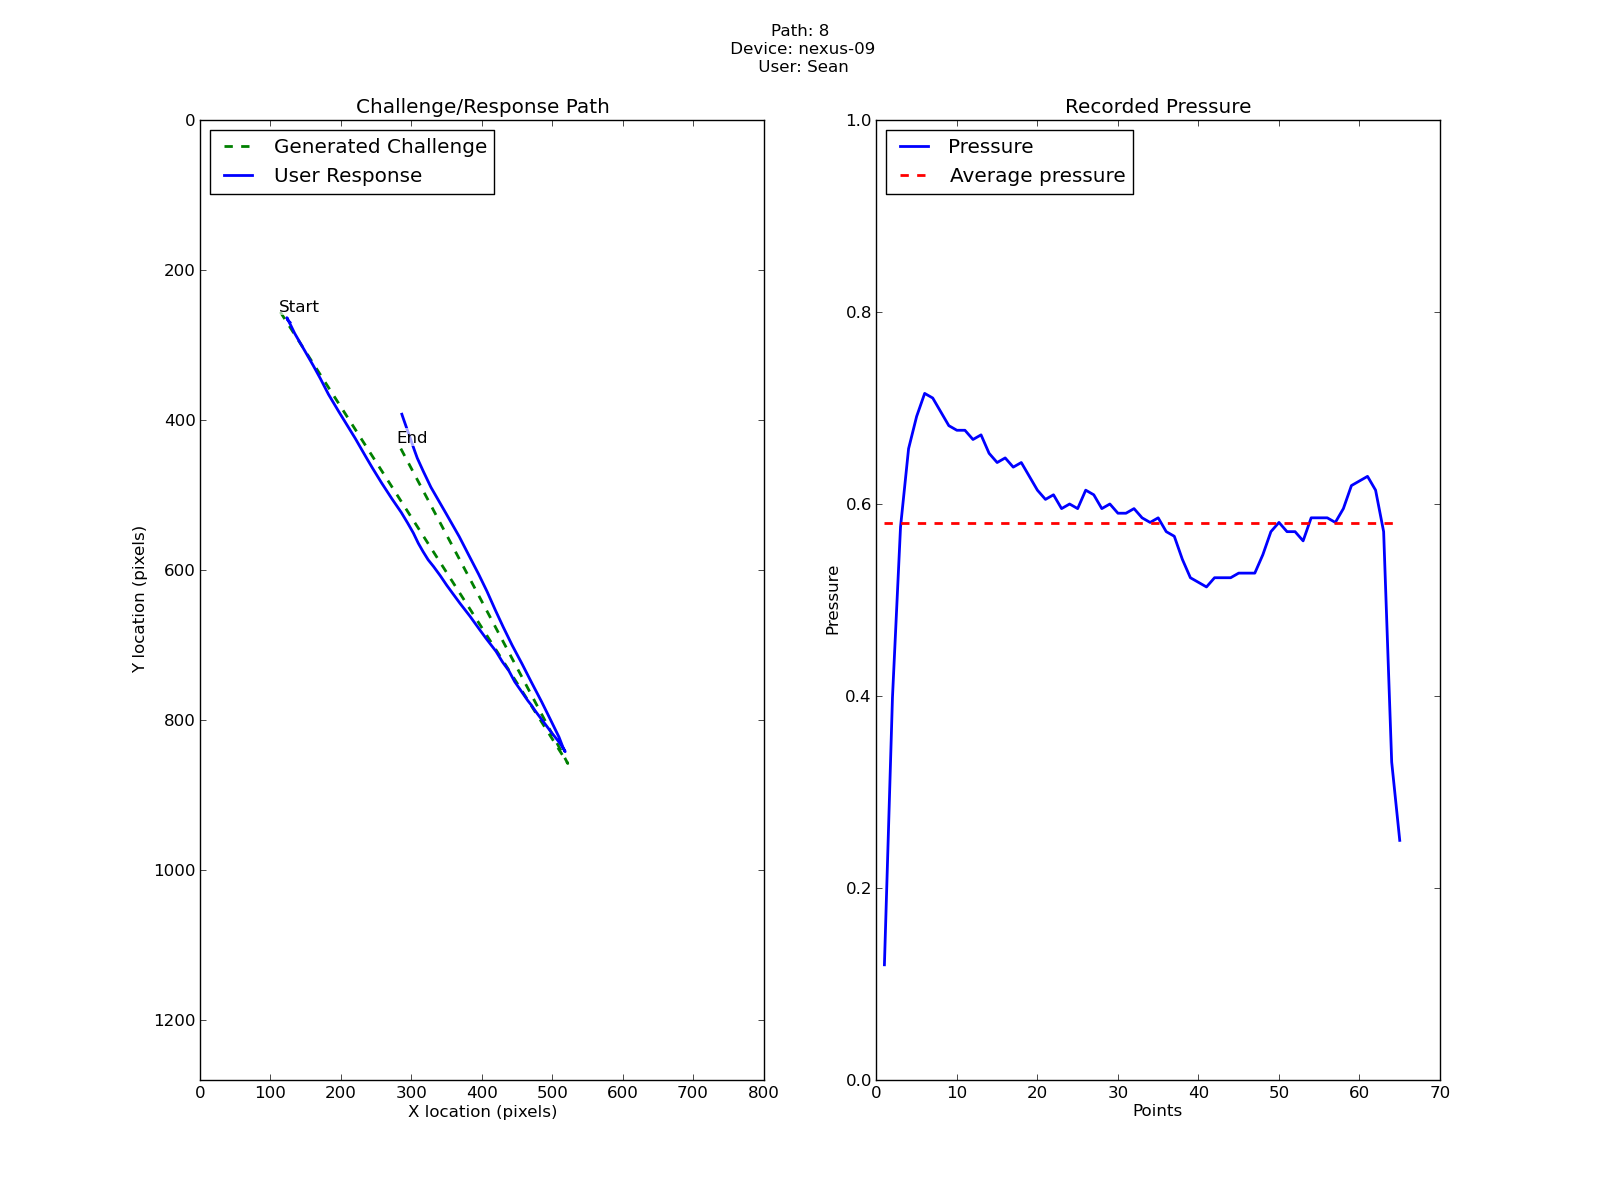 Path: 8
Device: nexus-09
User: Sean
Challenge/Response Path
Generated Challenge
User Response
Start
End
0
200
400
600
800
1000
1200
Y location (pixels)
0 100 200 300 400 500 600 700 800
X location (pixels)
Recorded Pressure
Pressure
Average pressure
1.0
0.8
0.6
0.4
0.2
0.0
Pressure
0 10 20 30 40 50 60 70
Points